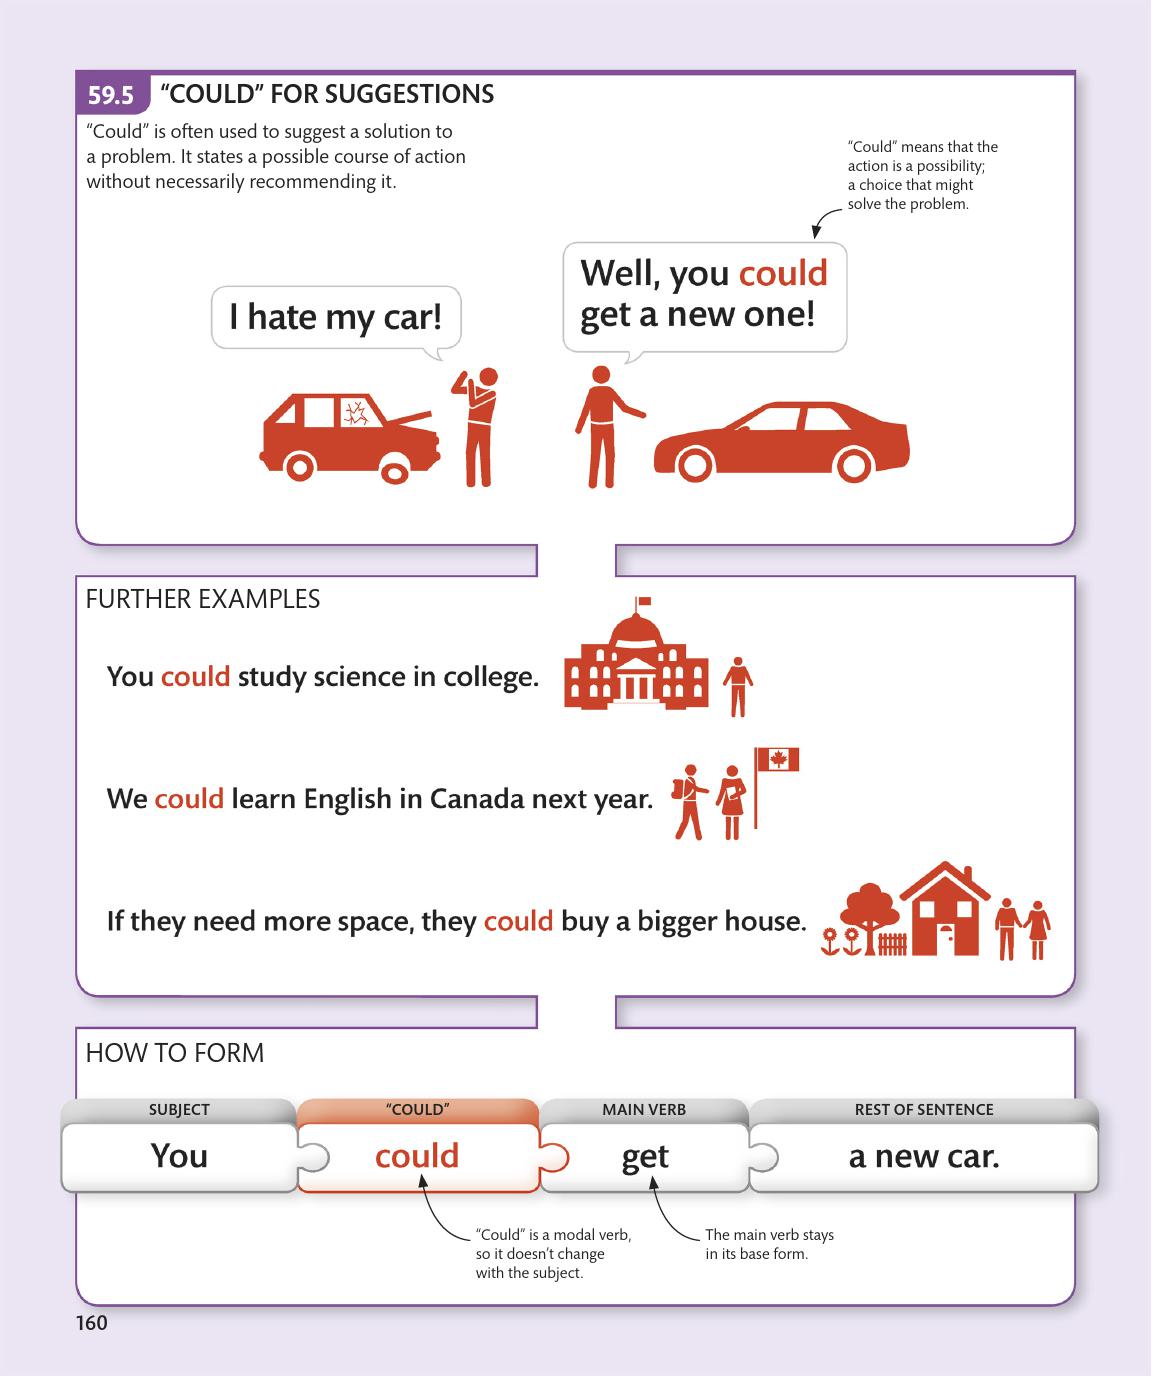 59.5 “COULD” FOR SUGGESTIONS
“Could” is often used to suggest a solution to
a problem. It states a possible course of action
without necessarily recommending it.
“Could” means that the
action is a possibility;
a choice that might
solve the problem.
I hate my car!
Well, you could
get a new one!
FURTHER EXAMPLES
You could study science in college.
We could learn English in Canada next year.
If they need more space, they could buy a bigger house.
HOW TO FORM
SUBJECT “COULD” MAIN VERB REST OF SENTENCE
You could get a new car.
“Could” is a modal verb,
so it doesn’t change
with the subject.
The main verb stays
in its base form.
160